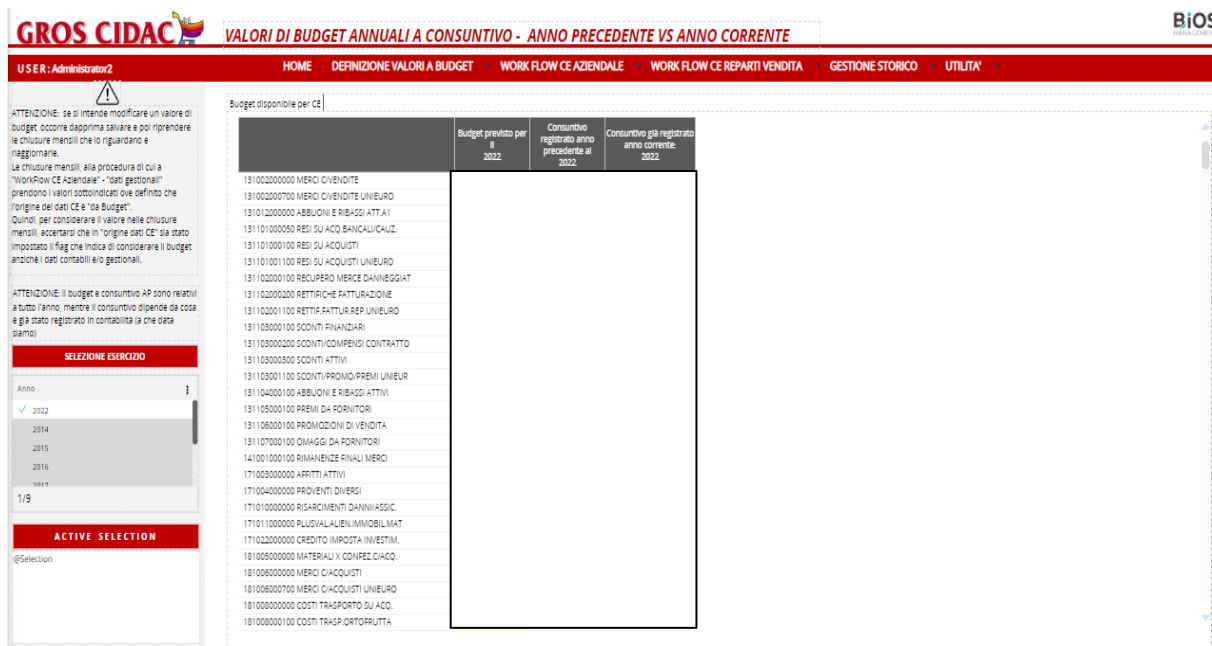 GROS CIDAC
VALORI DI BUDGET ANNUALI A CONSUNTIVO - ANNO PRECEDENTE VS ANNO CORRENTE
BiOS
MANAGEMENT
USER: Administrator2
HOME
DEFINIZIONE VALORI A BUDGET
WORK FLOW CE AZIENDALE
WORK FLOW CE REPARTI VENDITA
GESTIONE STORICO
UTILITA'
ATTENZIONE: se si intende modificare un valore di
budget, occorre dapprima salvare e poi riprendere
le chiusure mensili che lo riguardano e
riaggiornarle.
Le chiusure mensili, alla procedura di cui a
"WorkFlow CE Aziendale" - "dati gestionali"
prendono i valori sottoindicati ove definito che
l'origine dei dati CE è "da Budget".
Quindi, per considerare il valore nelle chiusure
mensili, accertarsi che in "origine dati CE" sia stato
impostato il flag che indica di considerare il budget
anziché i dati contabili e/o gestionali.
ATTENZIONE: il budget e consuntivo AP sono relativi
a tutto l'anno, mentre il consuntivo dipende da cosa
è già stato registrato in contabilità (a che data
siamo)
SELEZIONE ESERCIZIO
Anno
2022
2014
2015
2016
2017
1/9
ACTIVE SELECTION
@Selection
Budget disponibile per CE
Budget previsto per
il
2022
Consuntivo
registrato anno
precedente al
2022
Consuntivo già registrato
anno corrente:
2022
131002000000 MERCI C/VENDITE
131002000700 MERCI C/VENDITE UNIEURO
131012000000 ABBUONI E RIBASSI ATT.A1
131101000050 RESI SU ACQ.BANCALI/CAUZ.
131101000100 RESI SU ACQUISTI
131101001100 RESI SU ACQUISTI UNIEURO
131102000100 RECUPERO MERCE DANNEGGIAT
131102000200 RETTIFICHE FATTURAZIONE
131102001100 RETTIF.FATTUR.REP.UNIEURO
131103000100 SCONTI FINANZIARI
131103000200 SCONTI/COMPENSI CONTRATTO
131103000300 SCONTI ATTIVI
131103001100 SCONTI/PROMO/PREMI UNIEUR
131104000100 ABBUONI E RIBASSI ATTIVI
131105000100 PREMI DA FORNITORI
131106000100 PROMOZIONI DI VENDITA
131107000100 OMAGGI DA FORNITORI
141001000100 RIMANENZE FINALI MERCI
171003000000 AFFITTI ATTIVI
171004000000 PROVENTI DIVERSI
171010000000 RISARCIMENTI DANNI/ASSIC.
171011000000 PLUSVAL.ALIEN.IMMOBIL.MAT
171022000000 CREDITO IMPOSTA INVESTIM.
181005000000 MATERIALI X CONFEZ.C/ACQ.
181006000000 MERCI C/ACQUISTI
181006000700 MERCI C/ACQUISTI UNIEURO
181008000000 COSTI TRASPORTO SU ACQ.
181008000100 COSTI TRASP.ORTOFRUTTA